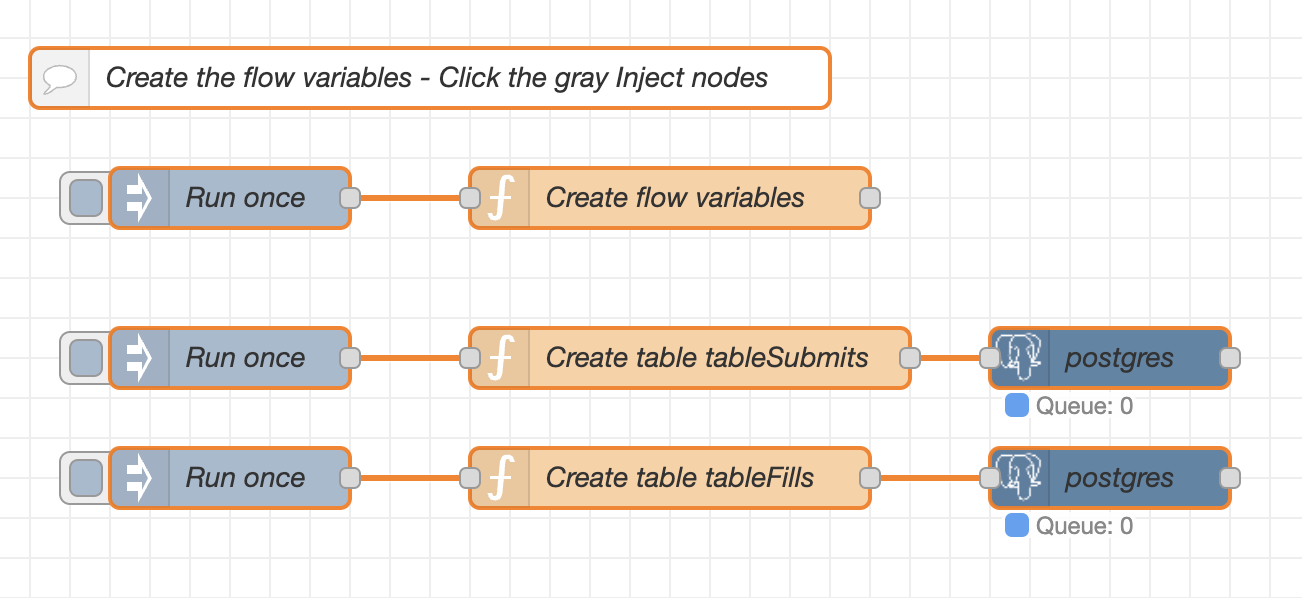 Create the flow variables - Click the gray Inject nodes
Run once
Create flow variables
Run once
Create table tableSubmits
postgres
Queue: 0
Run once
Create table tableFills
postgres
Queue: 0